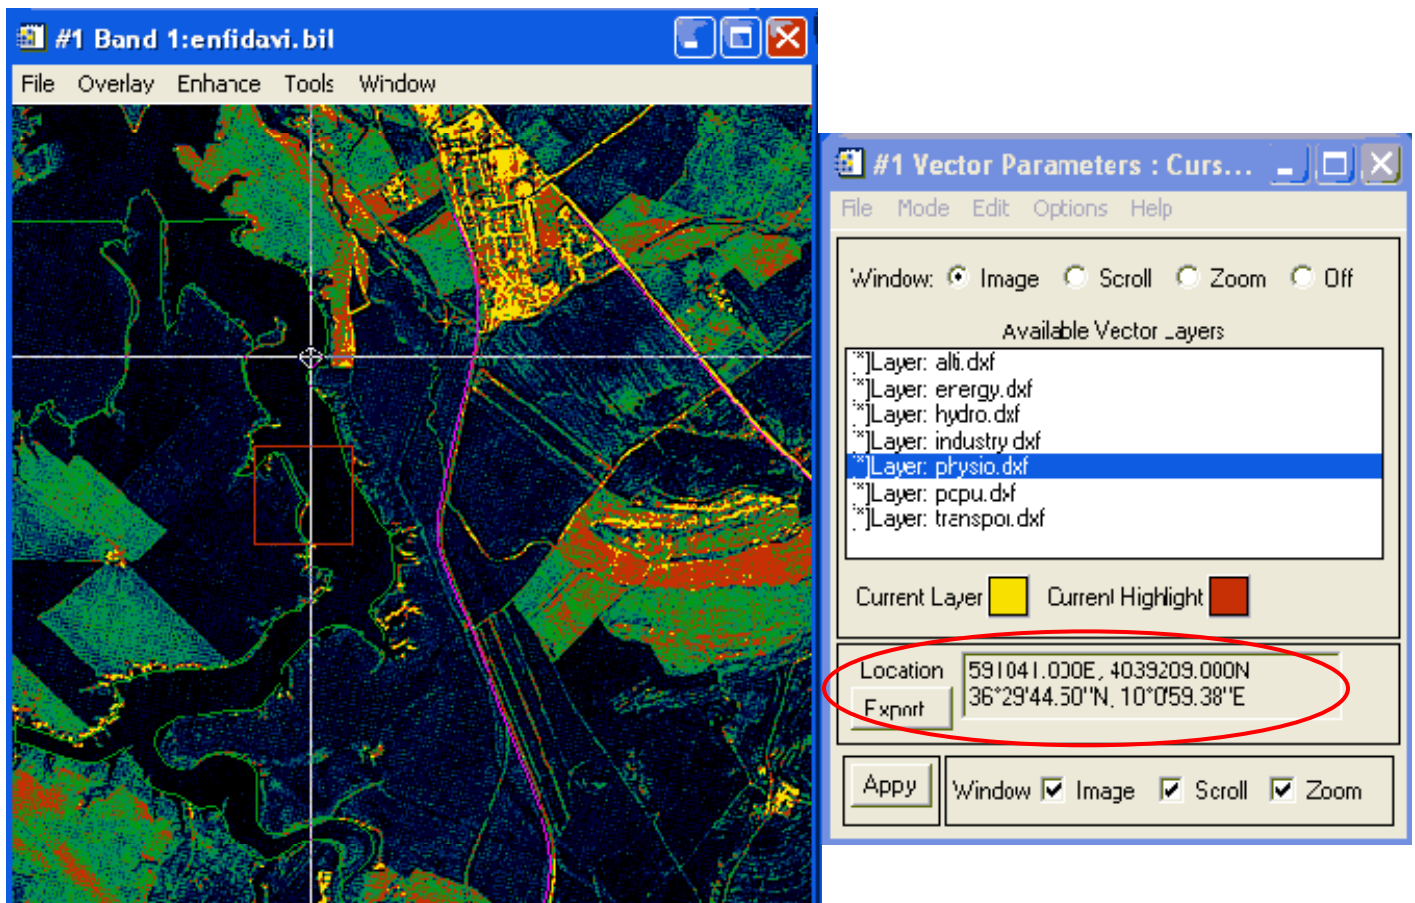 #1 Band 1:enfidavi.bil
File Overlay Enhance Tools Window
#1 Vector Parameters : Curs...
File Mode Edit Options Help
Window: Image Scroll Zoom Off
Available Vector Layers
[*]Layer: alti.dxf
[*]Layer: energy.dxf
[*]Layer: hydro.dxf
[*]Layer: industry.dxf
[*]Layer: physio.dxf
[*]Layer: popu.dxf
[*]Layer: transpor.dxf
Current Layer Current Highlight
Location 591041.000E, 4039209.000N
Export 36°29'44.50"N, 10°0'59.38"E
Apply Window Image Scroll Zoom